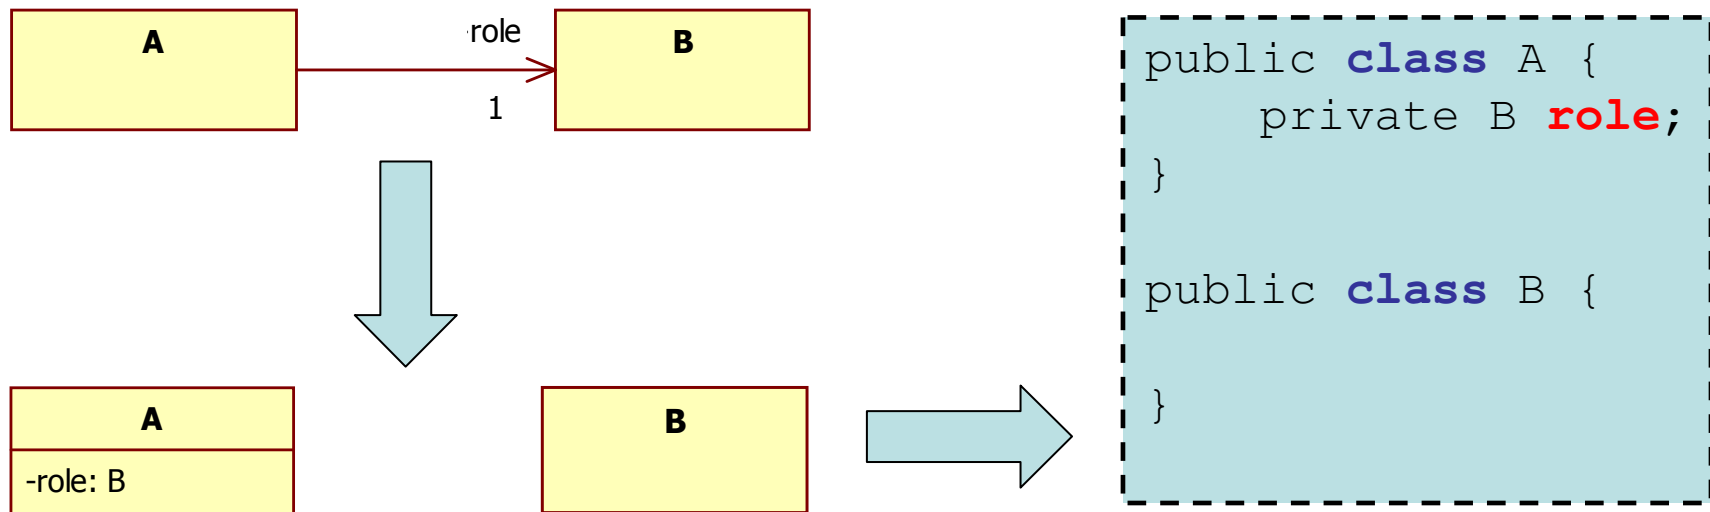 A
-role
B
1
A
-role: B
B
public class A {
    private B role;
}
public class B {
}